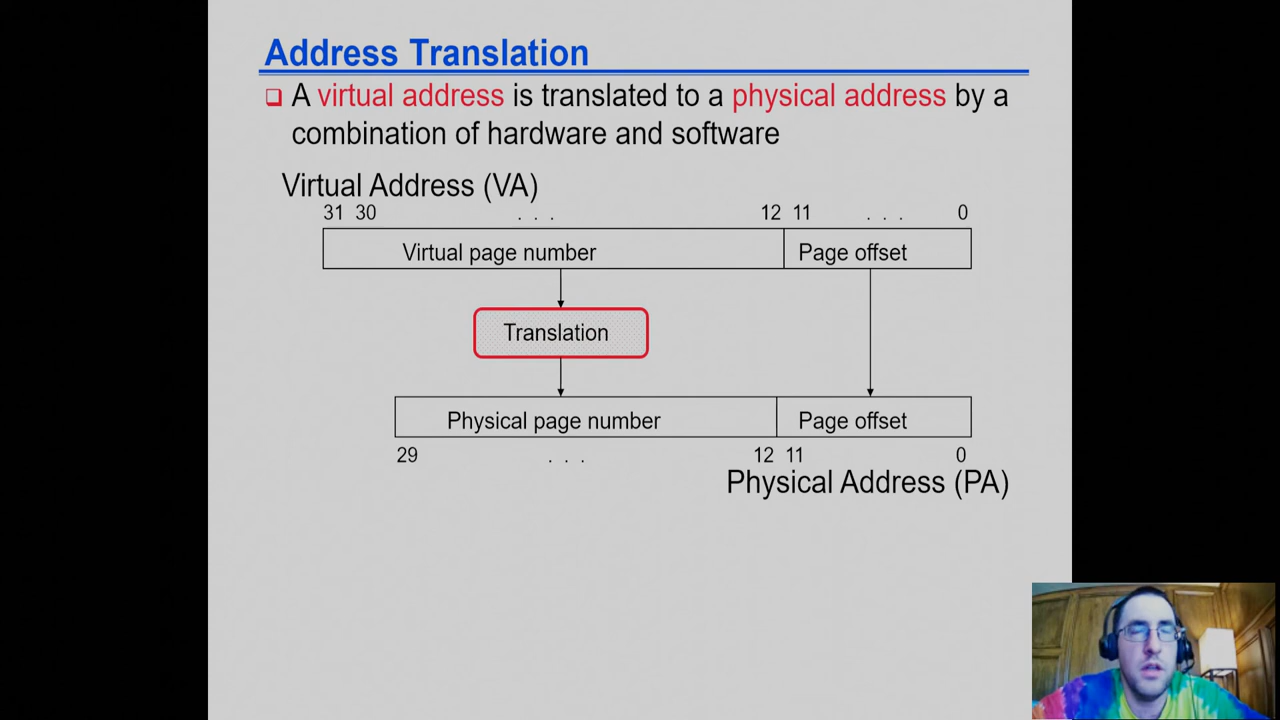 Address Translation
❑ A virtual address is translated to a physical address by a
combination of hardware and software
Virtual Address (VA)
31 30 . . . 12 11 . . . 0
Virtual page number Page offset
Translation
Physical page number Page offset
29 . . . 12 11 0
Physical Address (PA)